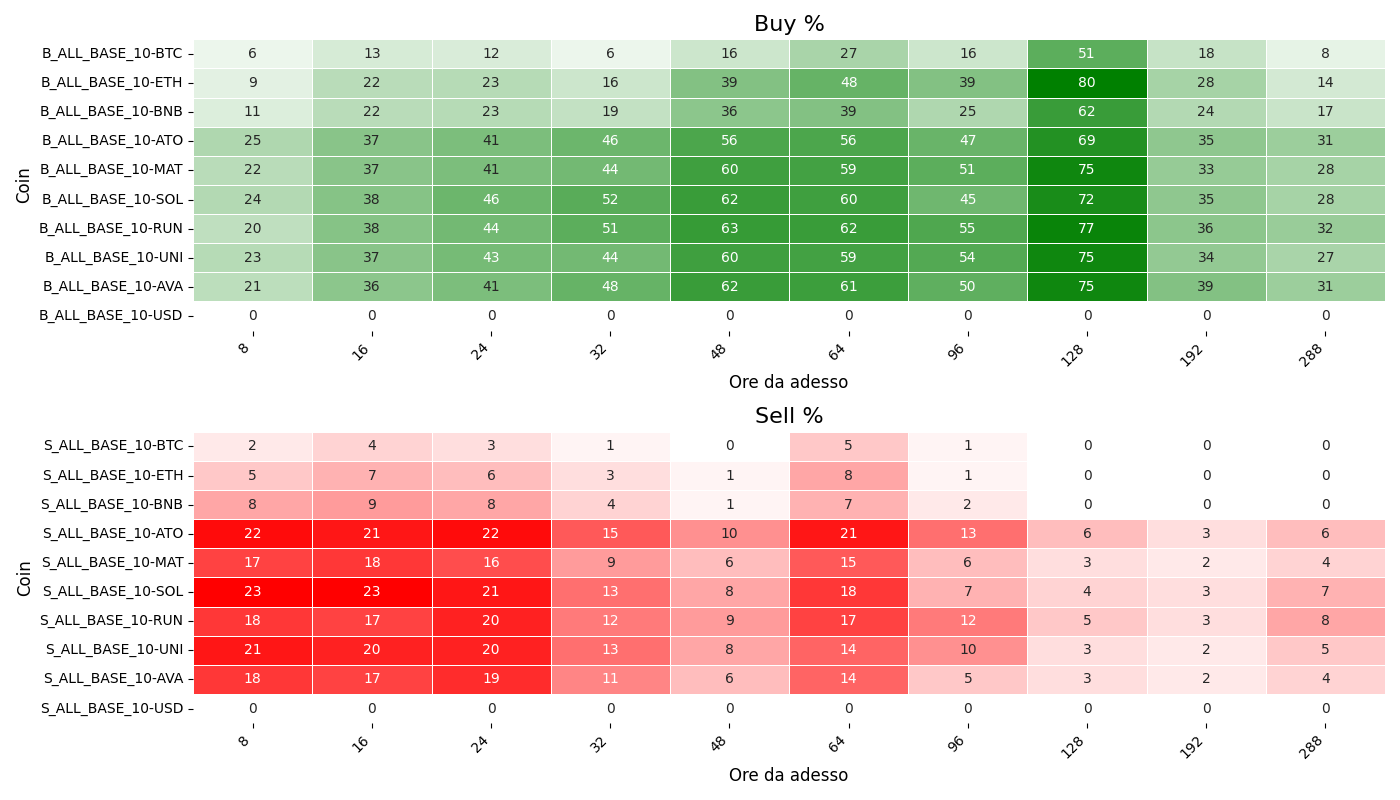 Buy %
Coin
B_ALL_BASE_10-BTC 6 13 12 6 16 27 16 51 18 8
B_ALL_BASE_10-ETH 9 22 23 16 39 48 39 80 28 14
B_ALL_BASE_10-BNB 11 22 23 19 36 39 25 62 24 17
B_ALL_BASE_10-ATO 25 37 41 46 56 56 47 69 35 31
B_ALL_BASE_10-MAT 22 37 41 44 60 59 51 75 33 28
B_ALL_BASE_10-SOL 24 38 46 52 62 60 45 72 35 28
B_ALL_BASE_10-RUN 20 38 44 51 63 62 55 77 36 32
B_ALL_BASE_10-UNI 23 37 43 44 60 59 54 75 34 27
B_ALL_BASE_10-AVA 21 36 41 48 62 61 50 75 39 31
B_ALL_BASE_10-USD 0 0 0 0 0 0 0 0 0 0
8 16 24 32 48 64 96 128 192 288
Ore da adesso
Sell %
Coin
S_ALL_BASE_10-BTC 2 4 3 1 0 5 1 0 0 0
S_ALL_BASE_10-ETH 5 7 6 3 1 8 1 0 0 0
S_ALL_BASE_10-BNB 8 9 8 4 1 7 2 0 0 0
S_ALL_BASE_10-ATO 22 21 22 15 10 21 13 6 3 6
S_ALL_BASE_10-MAT 17 18 16 9 6 15 6 3 2 4
S_ALL_BASE_10-SOL 23 23 21 13 8 18 7 4 3 7
S_ALL_BASE_10-RUN 18 17 20 12 9 17 12 5 3 8
S_ALL_BASE_10-UNI 21 20 20 13 8 14 10 3 2 5
S_ALL_BASE_10-AVA 18 17 19 11 6 14 5 3 2 4
S_ALL_BASE_10-USD 0 0 0 0 0 0 0 0 0 0
8 16 24 32 48 64 96 128 192 288
Ore da adesso